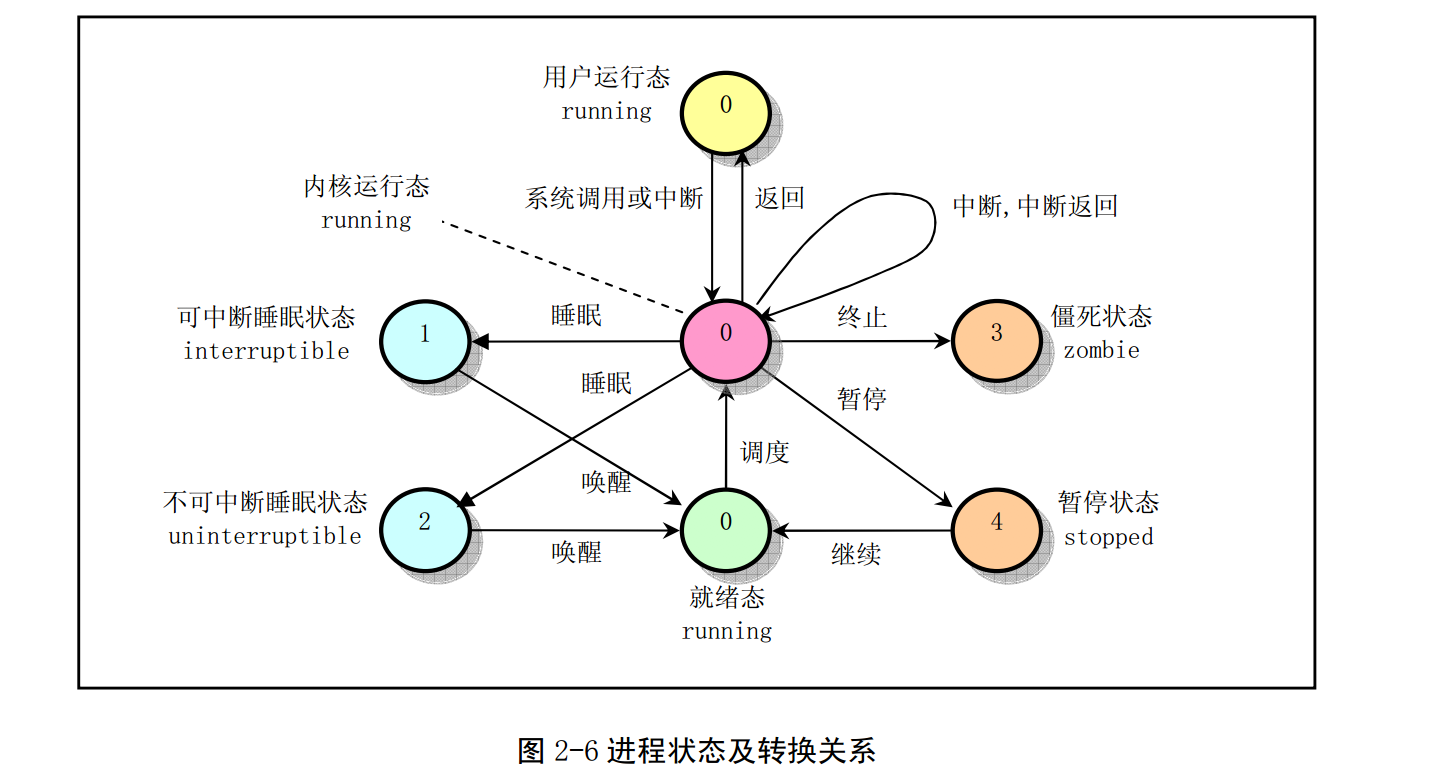 用户运行态
running
0
内核运行态
running
系统调用或中断
返回
中断,中断返回
可中断睡眠状态
interruptible
1
睡眠
0
终止
3
僵死状态
zombie
睡眠
暂停
调度
唤醒
不可中断睡眠状态
uninterruptible
2
唤醒
0
继续
4
暂停状态
stopped
就绪态
running
图 2-6 进程状态及转换关系